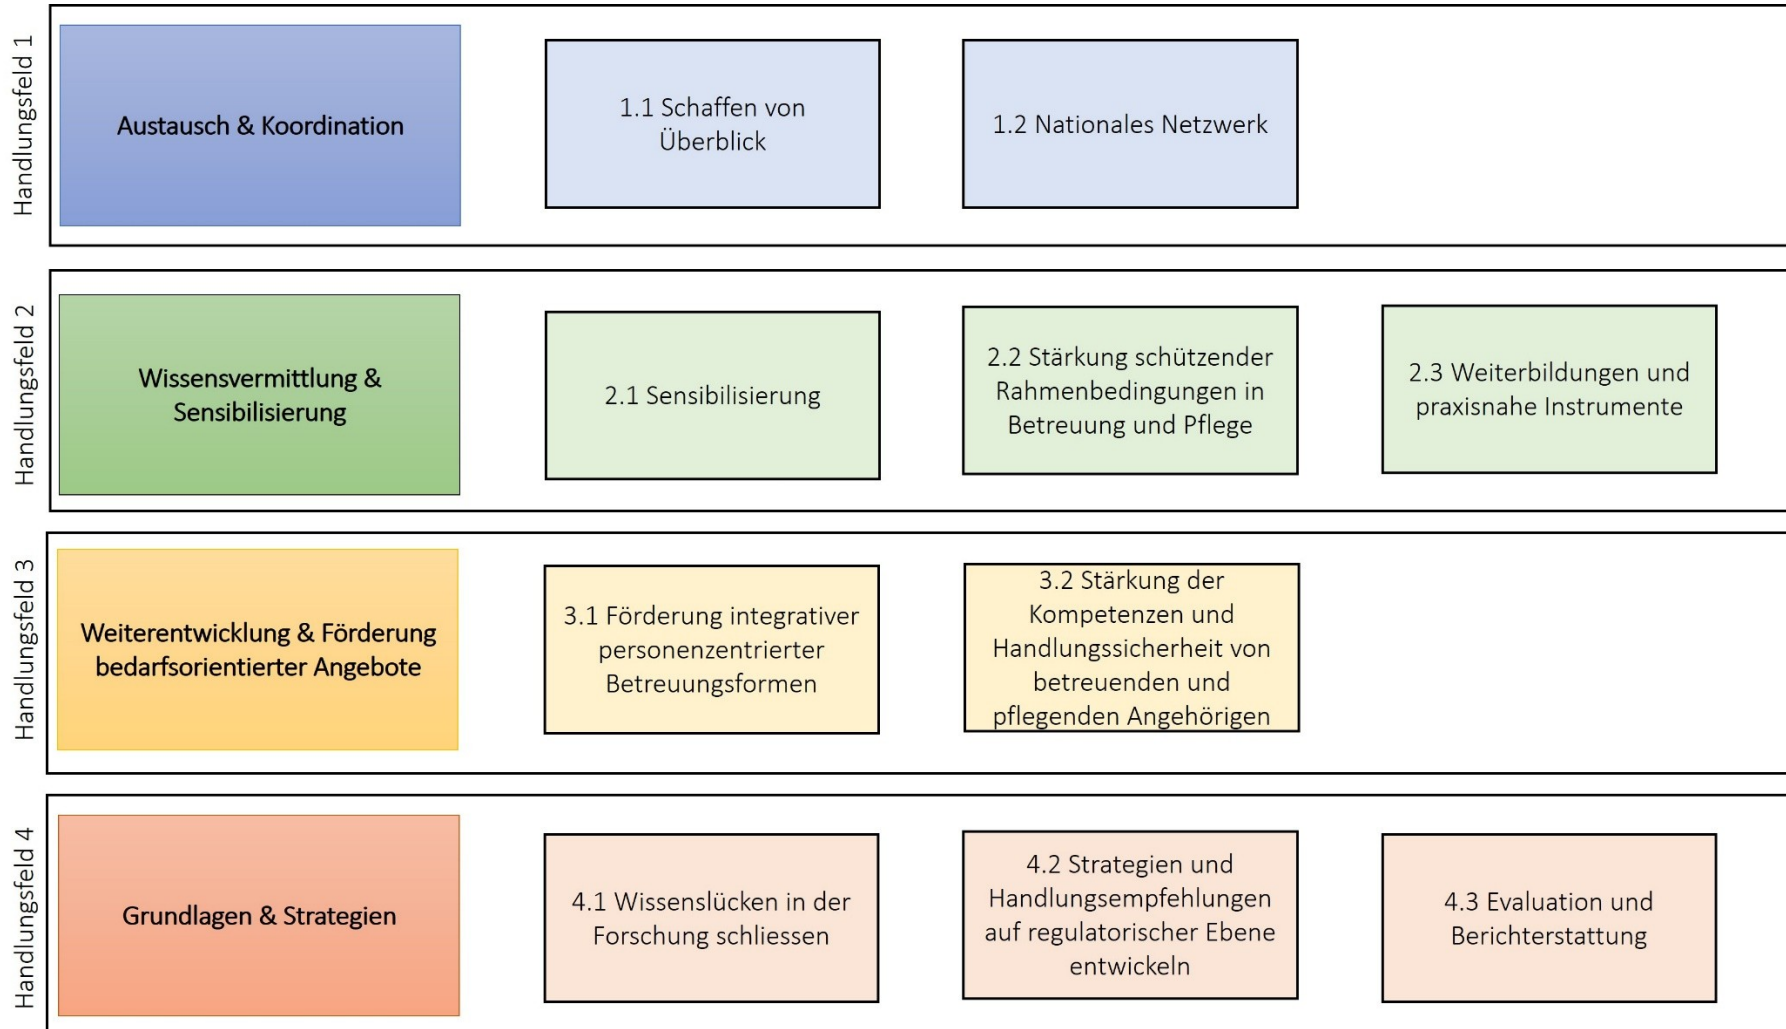 Handlungsfeld 1
Austausch & Koordination
1.1 Schaffen von
Überblick
1.2 Nationales Netzwerk
Handlungsfeld 2
Wissensvermittlung &
Sensibilisierung
2.1 Sensibilisierung
2.2 Stärkung schützender
Rahmenbedingungen in
Betreuung und Pflege
2.3 Weiterbildungen und
praxisnahe Instrumente
Handlungsfeld 3
Weiterentwicklung & Förderung
bedarfsorientierter Angebote
3.1 Förderung integrativer
personenzentrierter
Betreuungsformen
3.2 Stärkung der
Kompetenzen und
Handlungssicherheit von
betreuenden und
pflegenden Angehörigen
Handlungsfeld 4
Grundlagen & Strategien
4.1 Wissenslücken in der
Forschung schliessen
4.2 Strategien und
Handlungsempfehlungen
auf regulatorischer Ebene
entwickeln
4.3 Evaluation und
Berichterstattung